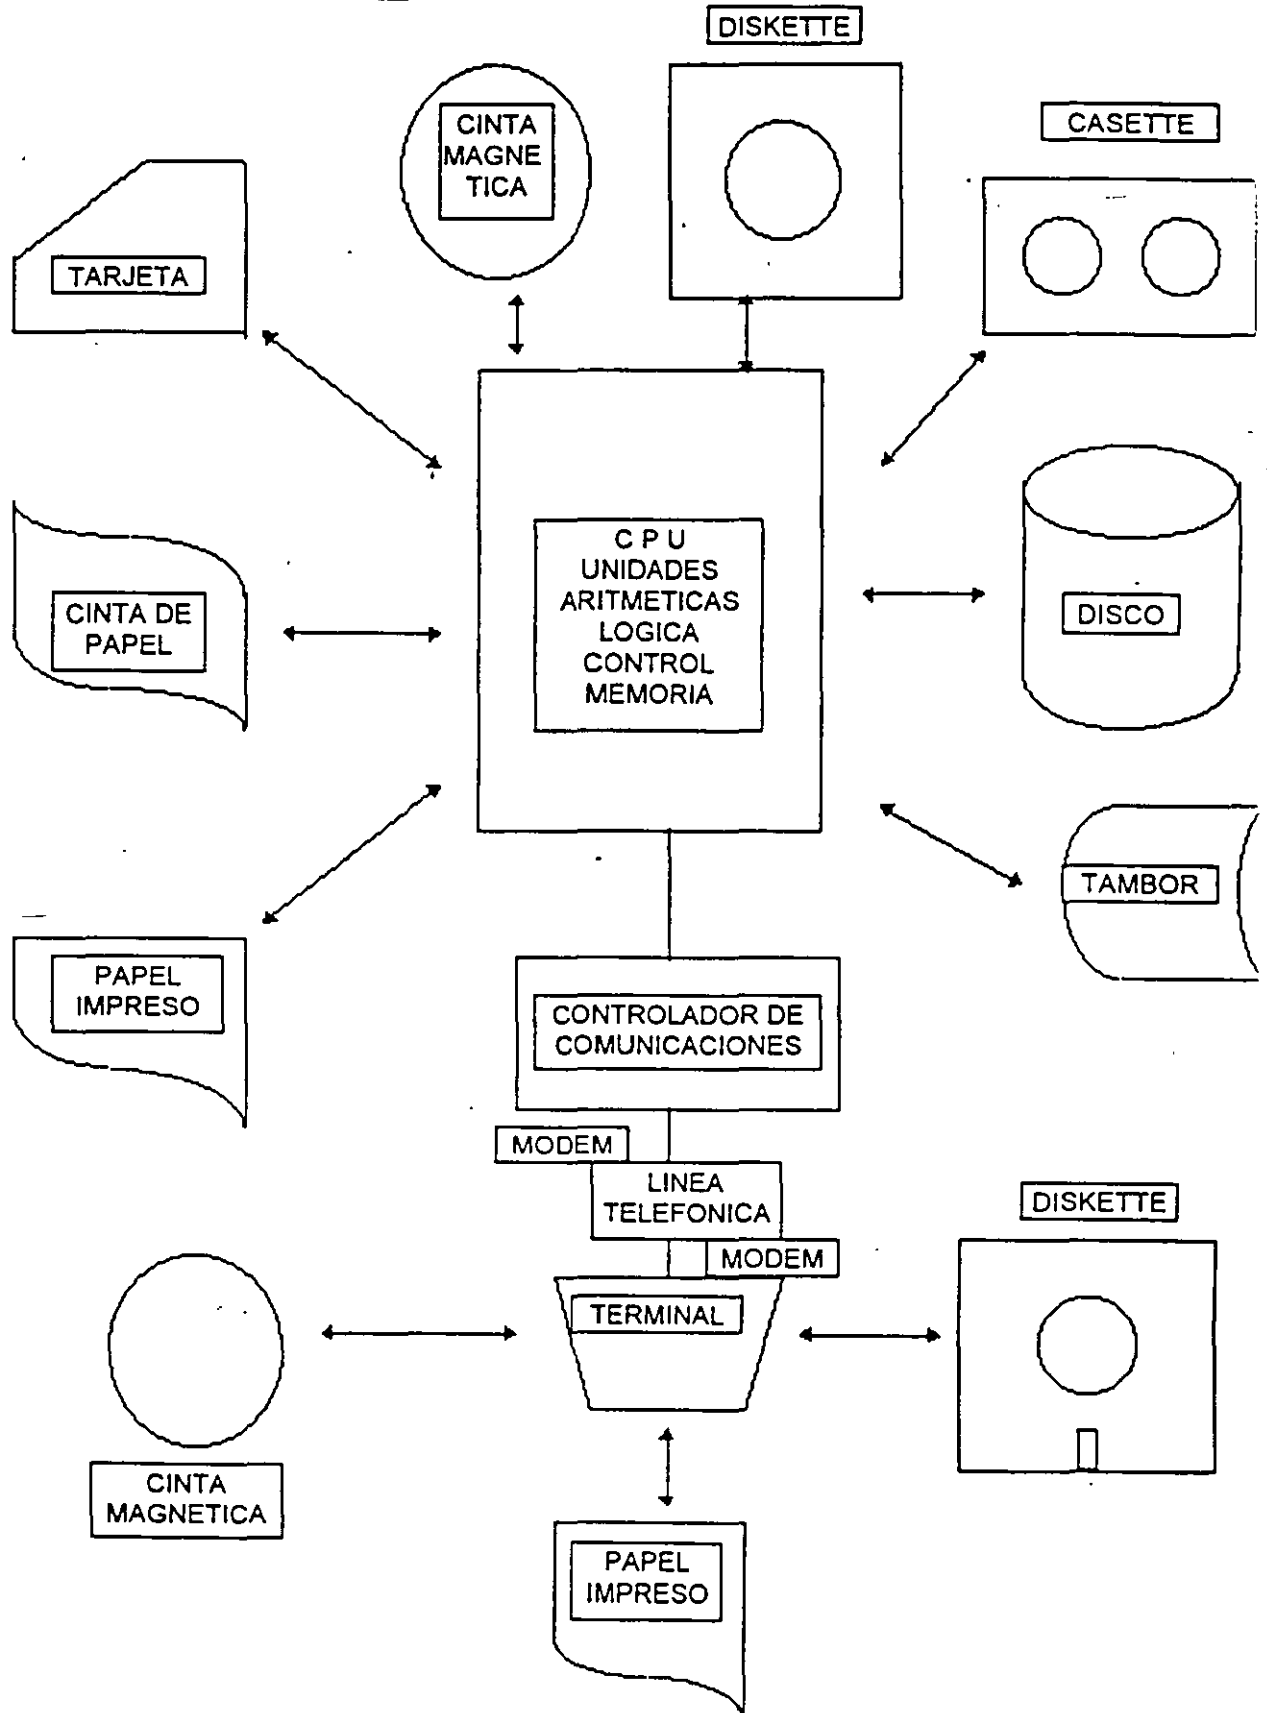 DISKETTE
CINTA
MAGNE
TICA
CASETTE
TARJETA
C P U
UNIDADES
ARITMETICAS
LOGICA
CONTROL
MEMORIA
CINTA DE
PAPEL
DISCO
TAMBOR
PAPEL
IMPRESO
CONTROLADOR DE
COMUNICACIONES
MODEM
LINEA
TELEFONICA
MODEM
DISKETTE
TERMINAL
CINTA
MAGNETICA
PAPEL
IMPRESO